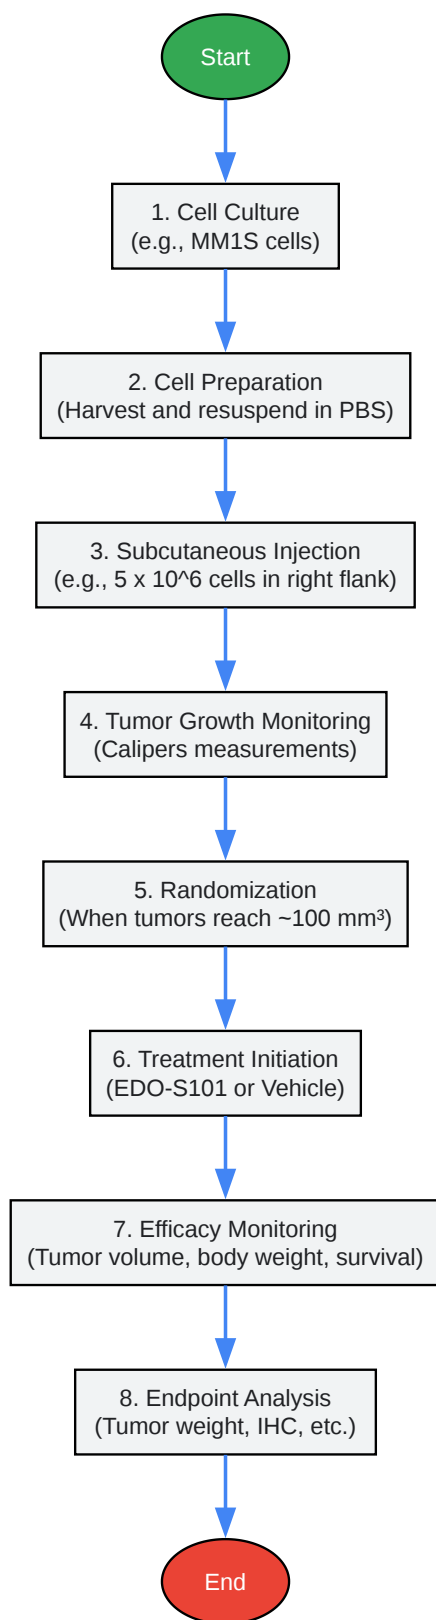 Start
1. Cell Culture
(e.g., MM1S cells)
2. Cell Preparation
(Harvest and resuspend in PBS)
3. Subcutaneous Injection
(e.g., 5 x 10^6 cells in right flank)
4. Tumor Growth Monitoring
(Calipers measurements)
5. Randomization
(When tumors reach ~100 mm³)
6. Treatment Initiation
(EDO-S101 or Vehicle)
7. Efficacy Monitoring
(Tumor volume, body weight, survival)
8. Endpoint Analysis
(Tumor weight, IHC, etc.)
End